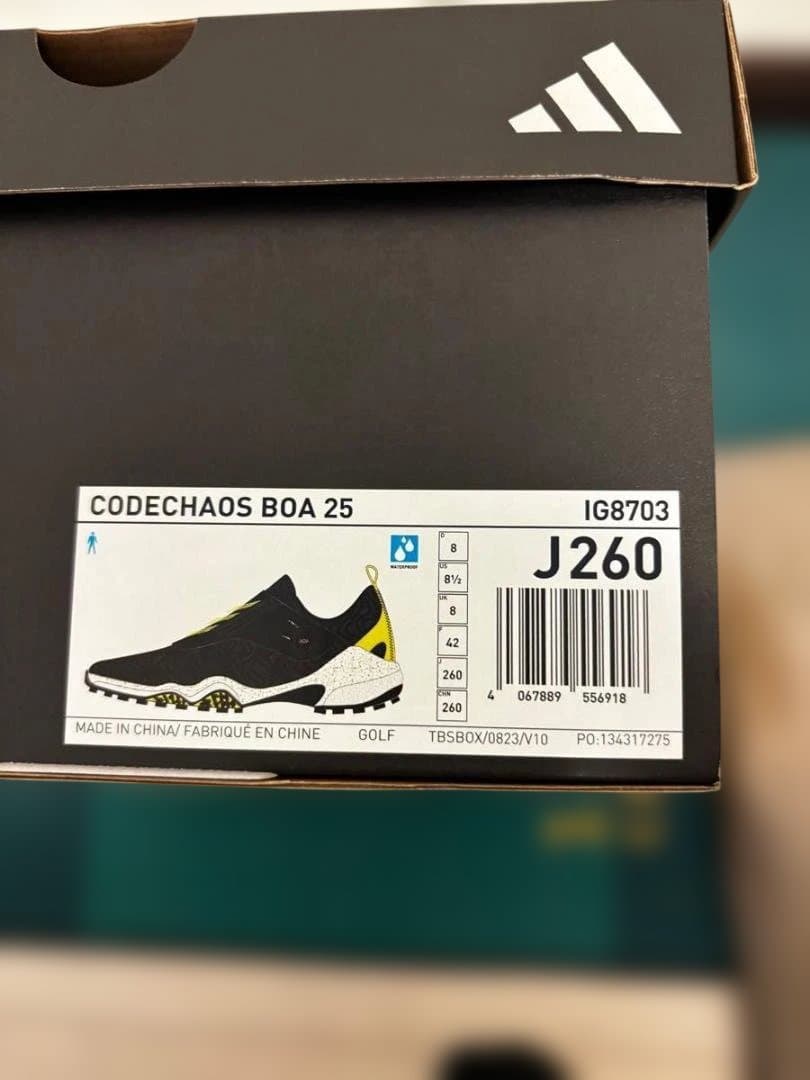 CODECHAOS BOA 25
IG8703
WATERPROOF
D 8
US 8½
UK 8
F 42
J 260
CHN 260
J260
4 067889 556918
MADE IN CHINA/ FABRIQUÉ EN CHINE
GOLF
TBSBOX/0823/V10
PO:134317275